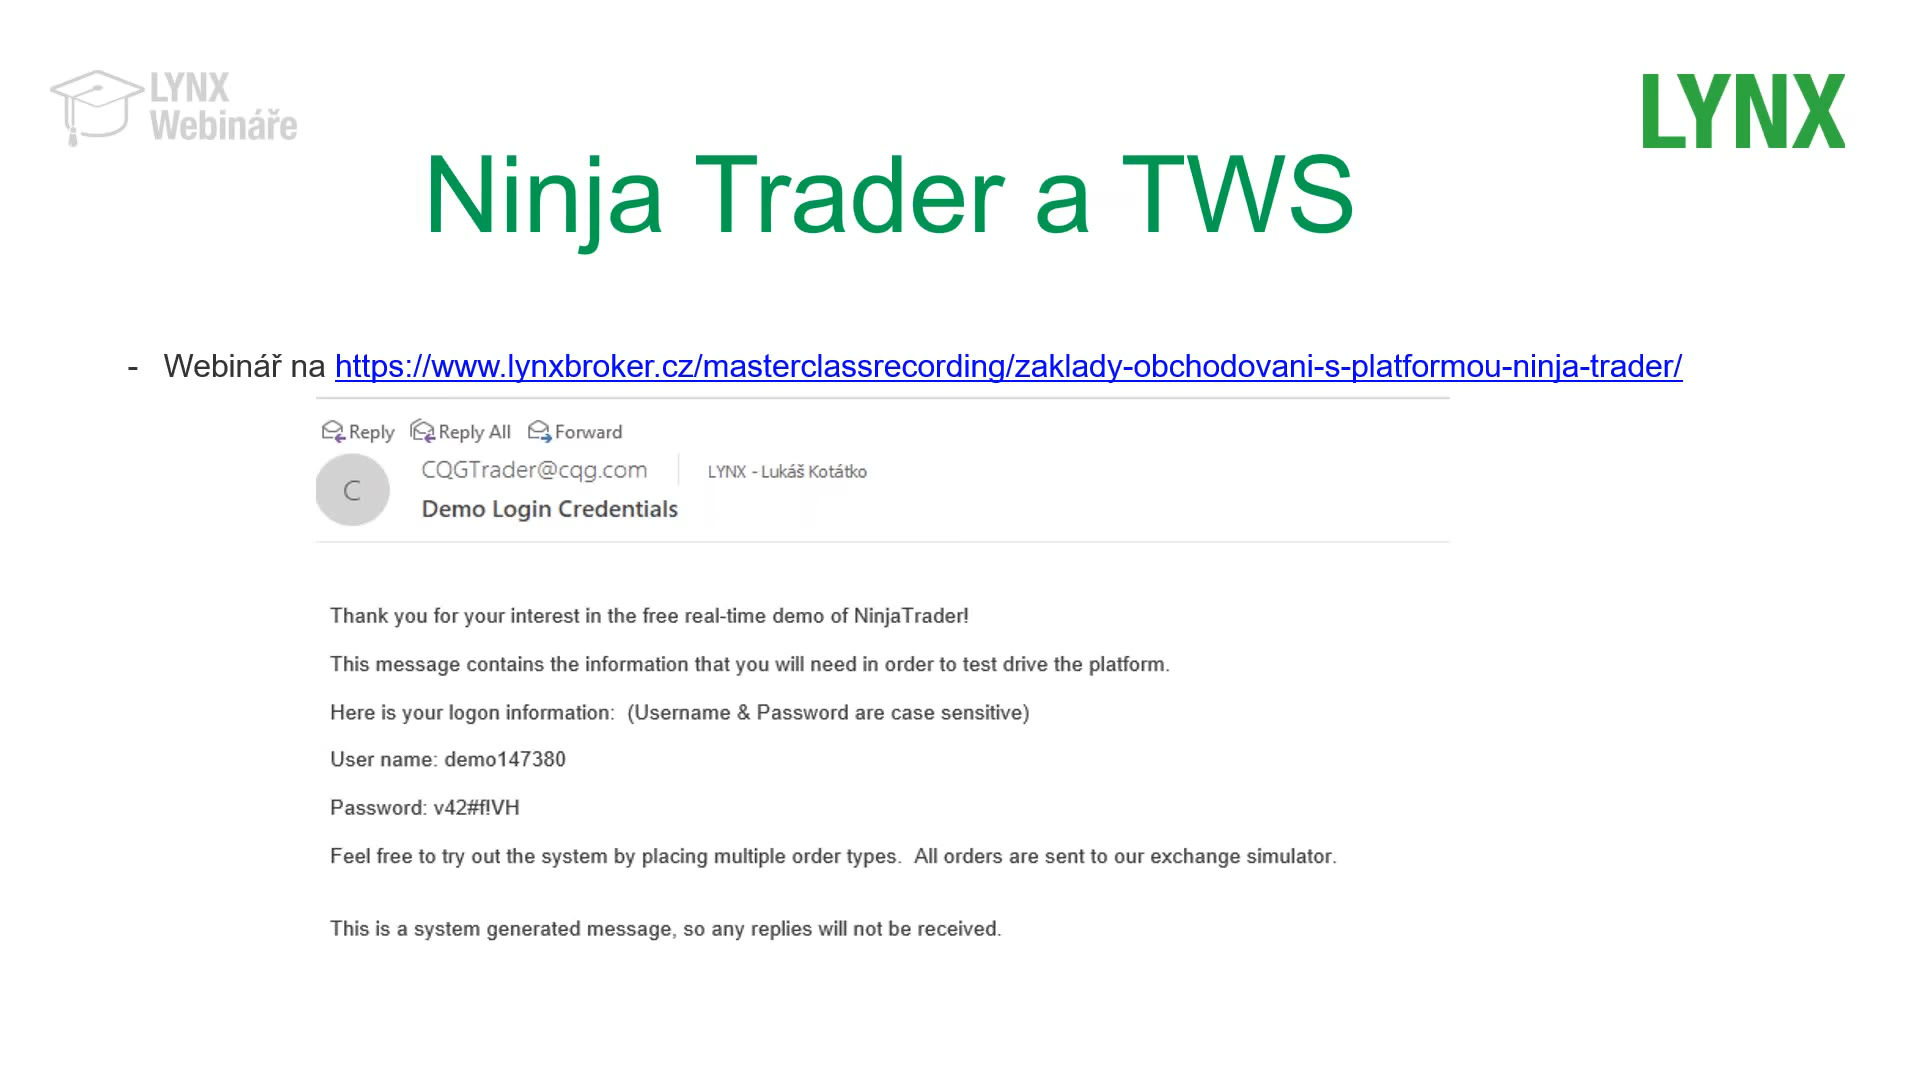 LYNX
Webináře
LYNX
Ninja Trader a TWS
- Webinář na https://www.lynxbroker.cz/masterclassrecording/zaklady-obchodovani-s-platformou-ninja-trader/
Reply Reply All Forward
C
CQGTrader@cqg.com LYNX - Lukáš Kotátko
Demo Login Credentials
Thank you for your interest in the free real-time demo of NinjaTrader!
This message contains the information that you will need in order to test drive the platform.
Here is your logon information:  (Username & Password are case sensitive)
User name: demo147380
Password: v42#f!VH
Feel free to try out the system by placing multiple order types.  All orders are sent to our exchange simulator.
This is a system generated message, so any replies will not be received.